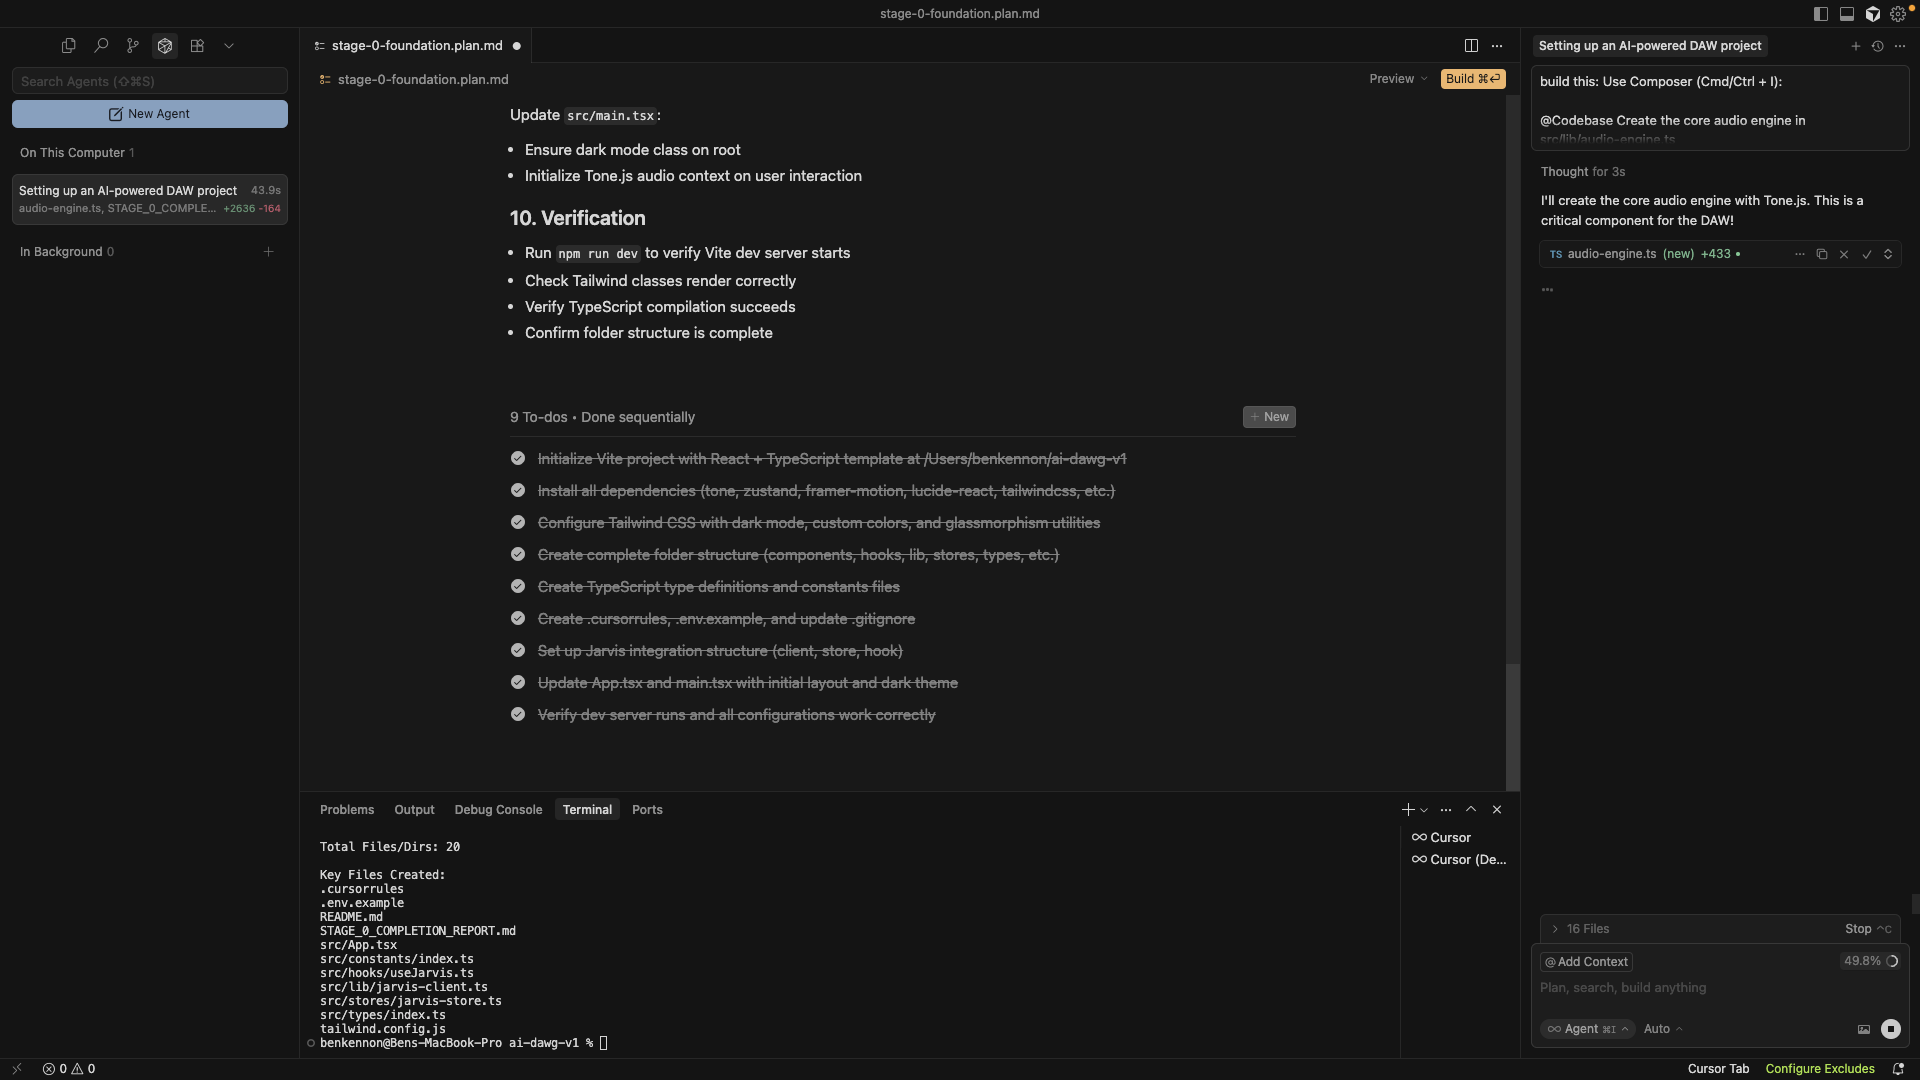 stage-0-foundation.plan.md
Search Agents (⇧⌘S)
New Agent
On This Computer 1
Setting up an AI-powered DAW project 43.9s
audio-engine.ts, STAGE_0_COMPLE... +2636 -164
In Background 0
stage-0-foundation.plan.md
stage-0-foundation.plan.md
Preview
Build ⌘⏎
Update src/main.tsx:
• Ensure dark mode class on root
• Initialize Tone.js audio context on user interaction
10. Verification
• Run npm run dev to verify Vite dev server starts
• Check Tailwind classes render correctly
• Verify TypeScript compilation succeeds
• Confirm folder structure is complete
9 To-dos • Done sequentially
+ New
Initialize Vite project with React + TypeScript template at /Users/benkennon/ai-dawg-v1
Install all dependencies (tone, zustand, framer-motion, lucide-react, tailwindcss, etc.)
Configure Tailwind CSS with dark mode, custom colors, and glassmorphism utilities
Create complete folder structure (components, hooks, lib, stores, types, etc.)
Create TypeScript type definitions and constants files
Create .cursorrules, .env.example, and update .gitignore
Set up Jarvis integration structure (client, store, hook)
Update App.tsx and main.tsx with initial layout and dark theme
Verify dev server runs and all configurations work correctly
Problems Output Debug Console Terminal Ports
Total Files/Dirs: 20
Key Files Created:
.cursorrules
.env.example
README.md
STAGE_0_COMPLETION_REPORT.md
src/App.tsx
src/constants/index.ts
src/hooks/useJarvis.ts
src/lib/jarvis-client.ts
src/stores/jarvis-store.ts
src/types/index.ts
tailwind.config.js
benkennon@Bens-MacBook-Pro ai-dawg-v1 %
Cursor
Cursor (De...
Setting up an AI-powered DAW project
build this: Use Composer (Cmd/Ctrl + I):
@Codebase Create the core audio engine in
src/lib/audio-engine.ts
Thought for 3s
I'll create the core audio engine with Tone.js. This is a
critical component for the DAW!
TS audio-engine.ts (new) +433 •
16 Files
Stop ^C
@ Add Context
49.8%
Plan, search, build anything
Agent ⌘I
Auto
0 0
Cursor Tab
Configure Excludes